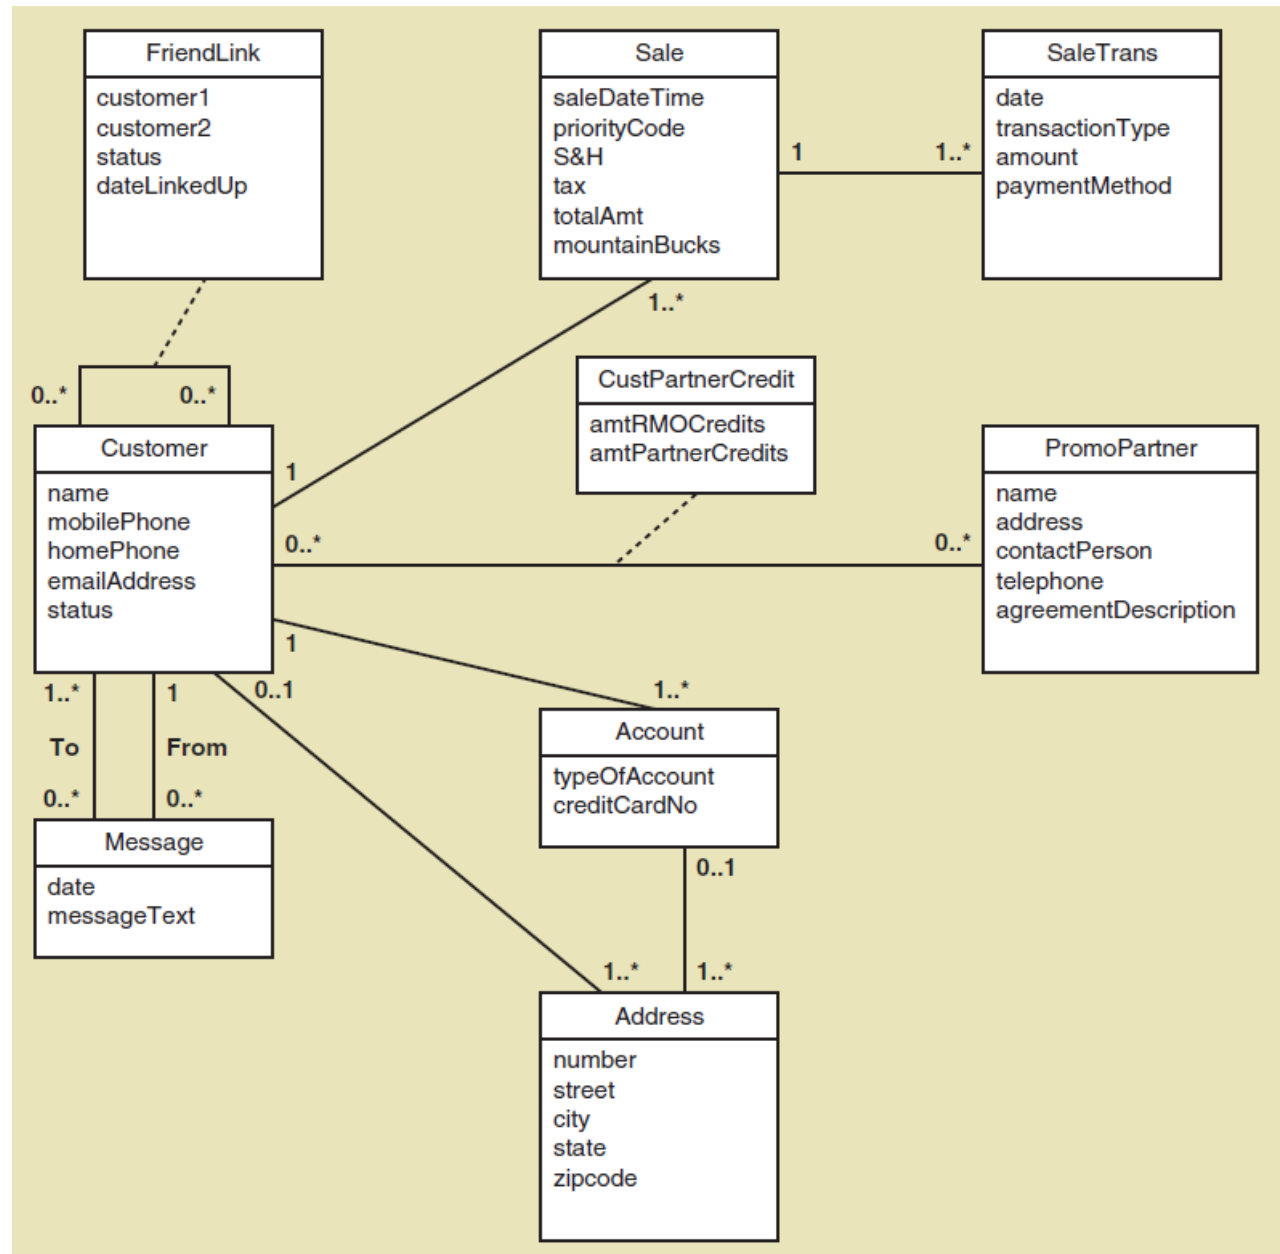 FriendLink
customer1
customer2
status
dateLinkedUp
Sale
saleDateTime
priorityCode
S&H
tax
totalAmt
mountainBucks
1
1..*
SaleTrans
date
transactionType
amount
paymentMethod
1..*
0..*
0..*
CustPartnerCredit
amtRMOCredits
amtPartnerCredits
Customer
name
mobilePhone
homePhone
emailAddress
status
1
0..*
0..*
PromoPartner
name
address
contactPerson
telephone
agreementDescription
1
1..*
1..*
1
0..1
To
From
0..*
0..*
Account
typeOfAccount
creditCardNo
Message
date
messageText
0..1
1..*
1..*
Address
number
street
city
state
zipcode